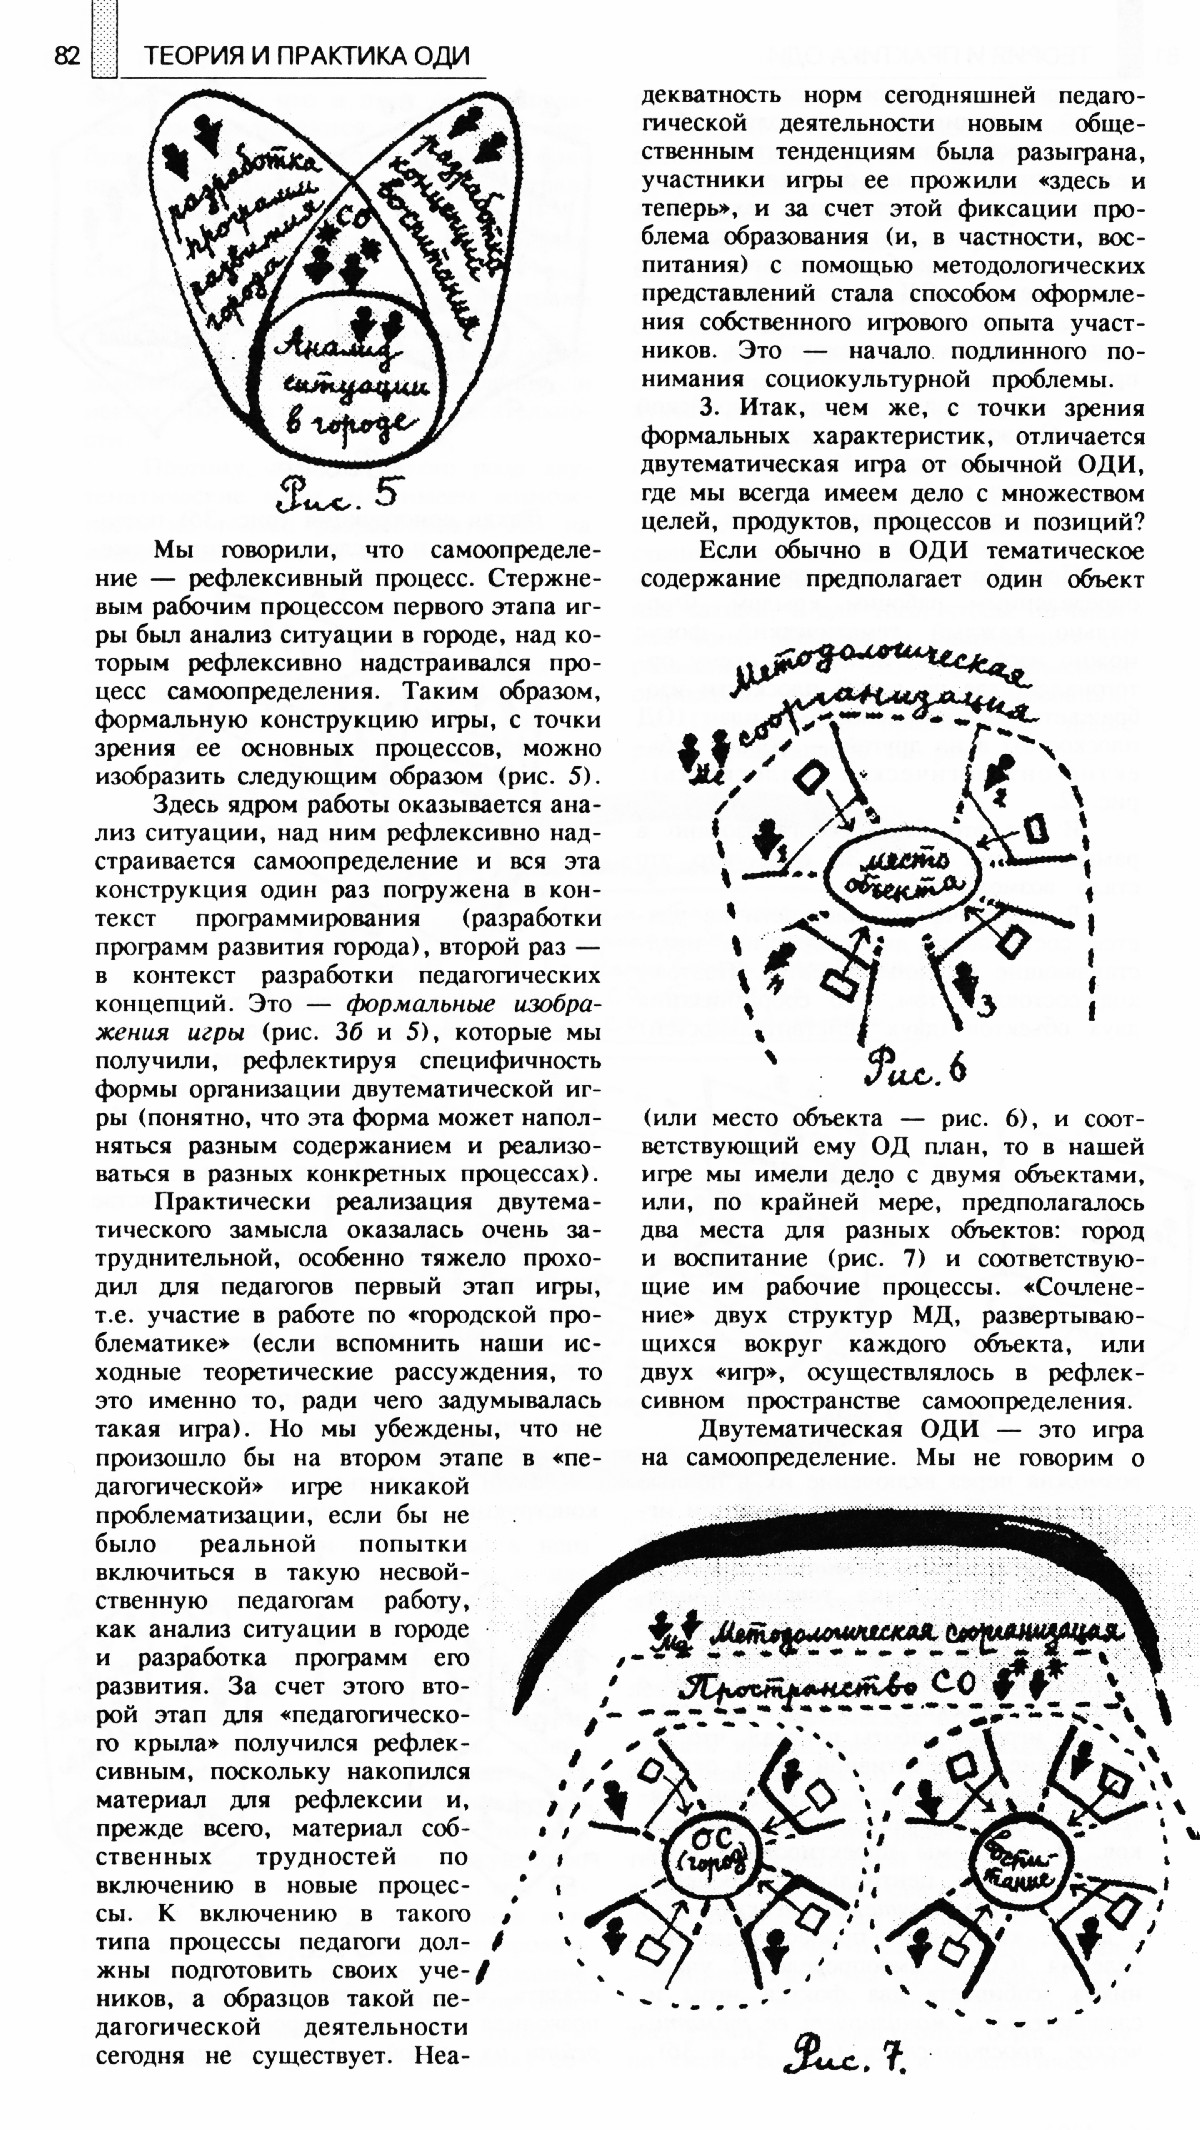 82
ТЕОРИЯ И ПРАКТИКА ОДИ
разработка
программ
развития
города
*СО*
разработка
концепций
воспитания
Анализ
ситуации
в городе
Рис. 5
Мы говорили, что самоопределе-
ние — рефлексивный процесс. Стержне-
вым рабочим процессом первого этапа иг-
ры был анализ ситуации в городе, над ко-
торым рефлексивно надстраивался про-
цесс самоопределения. Таким образом,
формальную конструкцию игры, с точки
зрения ее основных процессов, можно
изобразить следующим образом (рис. 5).
Здесь ядром работы оказывается ана-
лиз ситуации, над ним рефлексивно над-
страивается самоопределение и вся эта
конструкция один раз погружена в кон-
текст программирования (разработки
программ развития города), второй раз —
в контекст разработки педагогических
концепций. Это — формальные изобра-
жения игры (рис. 3б и 5), которые мы
получили, рефлектируя специфичность
формы организации двутематической иг-
ры (понятно, что эта форма может напол-
няться разным содержанием и реализо-
ваться в разных конкретных процессах).
Практически реализация двутема-
тического замысла оказалась очень за-
труднительной, особенно тяжело прохо-
дил для педагогов первый этап игры,
т.е. участие в работе по «городской про-
блематике» (если вспомнить наши ис-
ходные теоретические рассуждения, то
это именно то, ради чего задумывалась
такая игра). Но мы убеждены, что не
произошло бы на втором этапе в «пе-
дагогической» игре никакой
проблематизации, если бы не
было реальной попытки
включиться в такую несвой-
ственную педагогам работу,
как анализ ситуации в городе
и разработка программ его
развития. За счет этого вто-
рой этап для «педагогическо-
го крыла» получился рефлек-
сивным, поскольку накопился
материал для рефлексии и,
прежде всего, материал соб-
ственных трудностей по
включению в новые процес-
сы. К включению в такого
типа процессы педагоги дол-
жны подготовить своих уче-
ников, а образцов такой пе-
дагогической деятельности
сегодня не существует. Неа-
декватность норм сегодняшней педаго-
гической деятельности новым обще-
ственным тенденциям была разыграна,
участники игры ее прожили «здесь и
теперь», и за счет этой фиксации про-
блема образования (и, в частности, вос-
питания) с помощью методологических
представлений стала способом оформле-
ния собственного игрового опыта участ-
ников. Это — начало подлинного по-
нимания социокультурной проблемы.
3. Итак, чем же, с точки зрения
формальных характеристик, отличается
двутематическая игра от обычной ОДИ,
где мы всегда имеем дело с множеством
целей, продуктов, процессов и позиций?
Если обычно в ОДИ тематическое
содержание предполагает один объект
Методологическая
соорганизация
Мг
1
2
место
объекта
3
Рис. 6
(или место объекта — рис. 6), и соот-
ветствующий ему ОД план, то в нашей
игре мы имели дело с двумя объектами,
или, по крайней мере, предполагалось
два места для разных объектов: город
и воспитание (рис. 7) и соответствую-
щие им рабочие процессы. «Сочлене-
ние» двух структур МД, развертываю-
щихся вокруг каждого объекта, или
двух «игр», осуществлялось в рефлек-
сивном пространстве самоопределения.
Двутематическая ОДИ — это игра
на самоопределение. Мы не говорим о
Методологическая соорганизация
Пространство СО
ОС
(город)
воспи-
тание
Рис. 7.